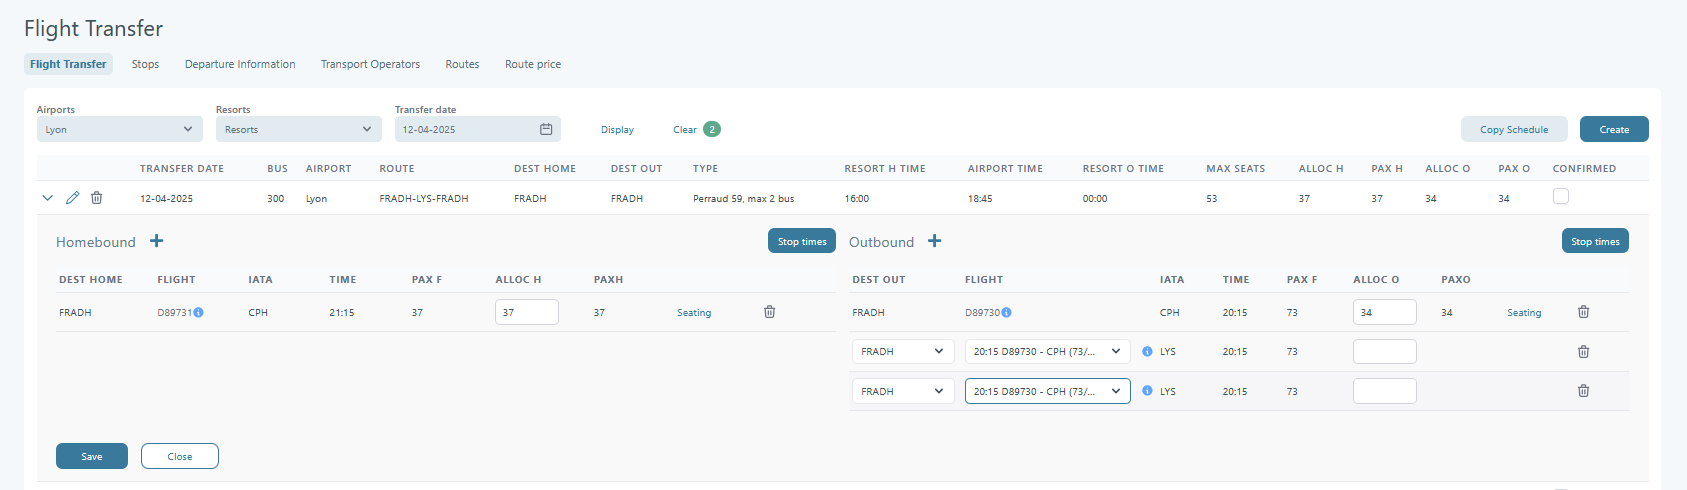 Flight Transfer
Flight Transfer Stops Departure Information Transport Operators Routes Route price
Airports Resorts Transfer date
Lyon Resorts 12-04-2025 Display Clear 2 Copy Schedule Create
TRANSFER DATE BUS AIRPORT ROUTE DEST HOME DEST OUT TYPE RESORT H TIME AIRPORT TIME RESORT O TIME MAX SEATS ALLOC H PAX H ALLOC O PAX O CONFIRMED
12-04-2025 300 Lyon FRADH-LYS-FRADH FRADH FRADH Perraud 59, max 2 bus 16:00 18:45 00:00 53 37 37 34 34
Homebound Stop times Outbound Stop times
DEST HOME FLIGHT IATA TIME PAX F ALLOC H PAXH DEST OUT FLIGHT IATA TIME PAX F ALLOC O PAXO
FRADH D89731 CPH 21:15 37 37 37 Seating FRADH D89730 CPH 20:15 73 34 34 Seating
FRADH 20:15 D89730 - CPH (73/... LYS 20:15 73
FRADH 20:15 D89730 - CPH (73/... LYS 20:15 73
Save Close